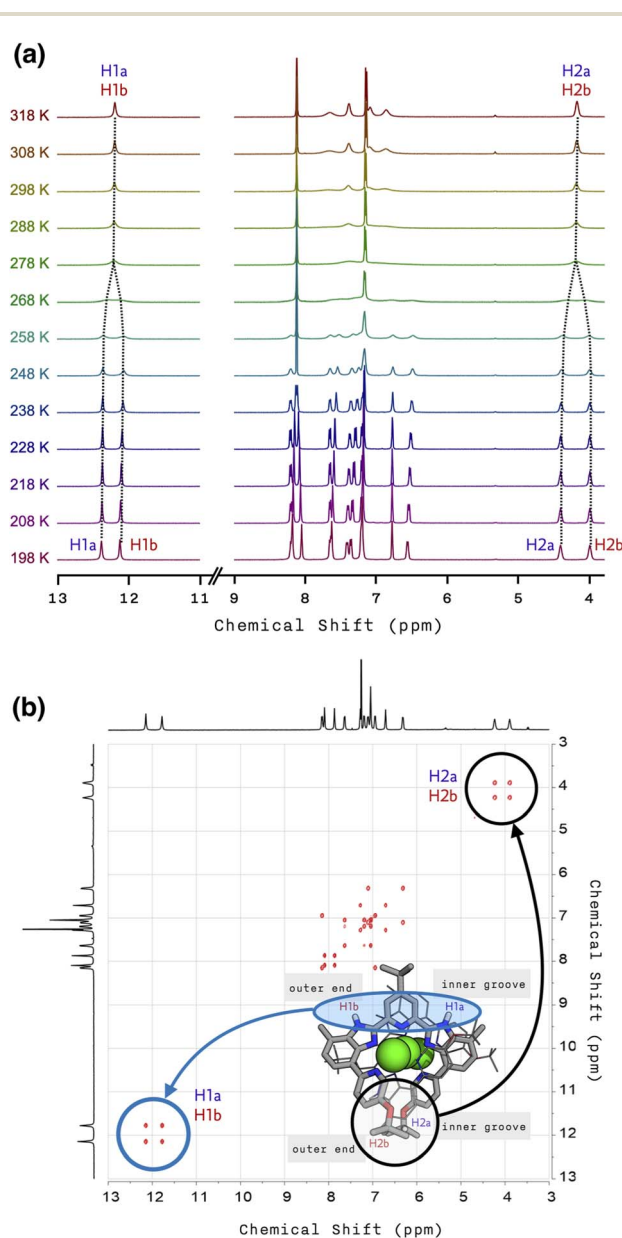 (a)
H1a
H1b
H2a
H2b
318 K
308 K
298 K
288 K
278 K
268 K
258 K
248 K
238 K
228 K
218 K
208 K
198 K
H1a H1b H2a H2b
13 12 11 9 8 7 6 5 4
Chemical Shift (ppm)
(b)
H2a
H2b
3
4
5
6
7
8
9
10
11
12
13
Chemical Shift (ppm)
outer end
inner groove
H1b H1a
H1a
H1b
H2a
H2b
inner groove
outer end
13 12 11 10 9 8 7 6 5 4 3
Chemical Shift (ppm)